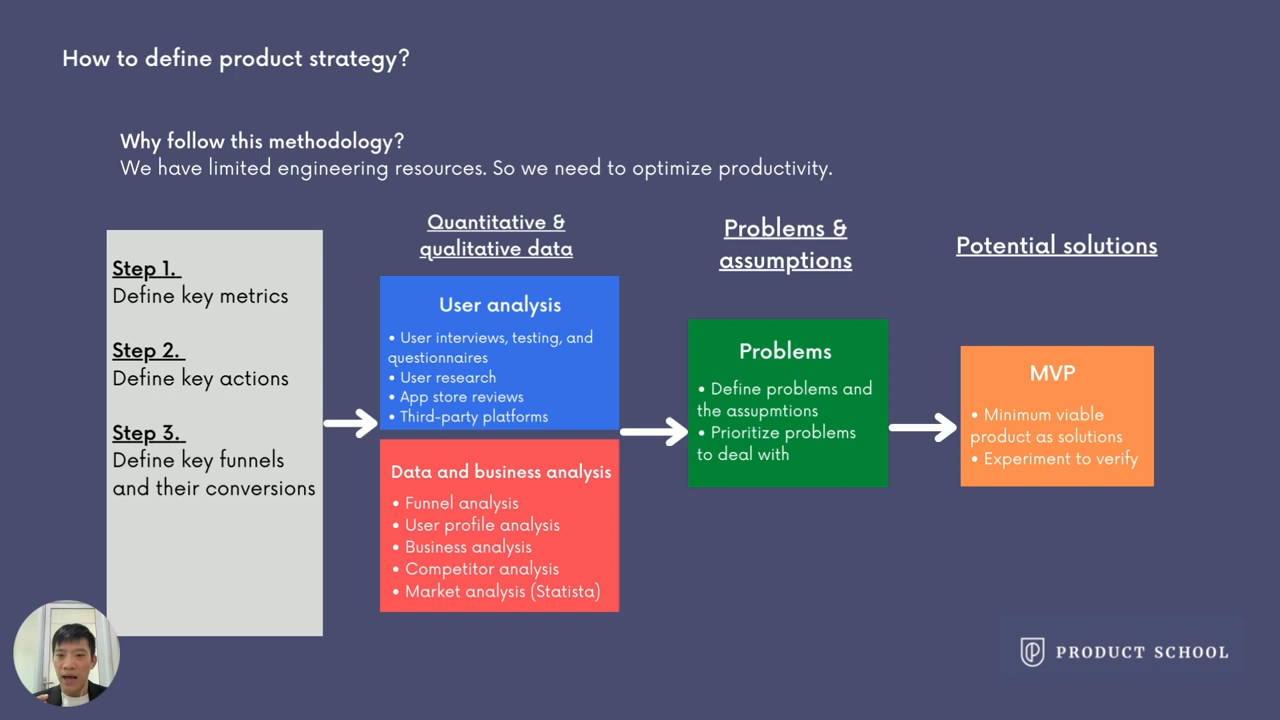 How to define product strategy?
Why follow this methodology?
We have limited engineering resources. So we need to optimize productivity.
Step 1.
Define key metrics
Step 2.
Define key actions
Step 3.
Define key funnels
and their conversions
Quantitative &
qualitative data
User analysis
• User interviews, testing, and
questionnaires
• User research
• App store reviews
• Third-party platforms
Data and business analysis
• Funnel analysis
• User profile analysis
• Business analysis
• Competitor analysis
• Market analysis (Statista)
Problems &
assumptions
Problems
• Define problems and
the assupmtions
• Prioritize problems
to deal with
Potential solutions
MVP
• Minimum viable
product as solutions
• Experiment to verify
PRODUCT SCHOOL